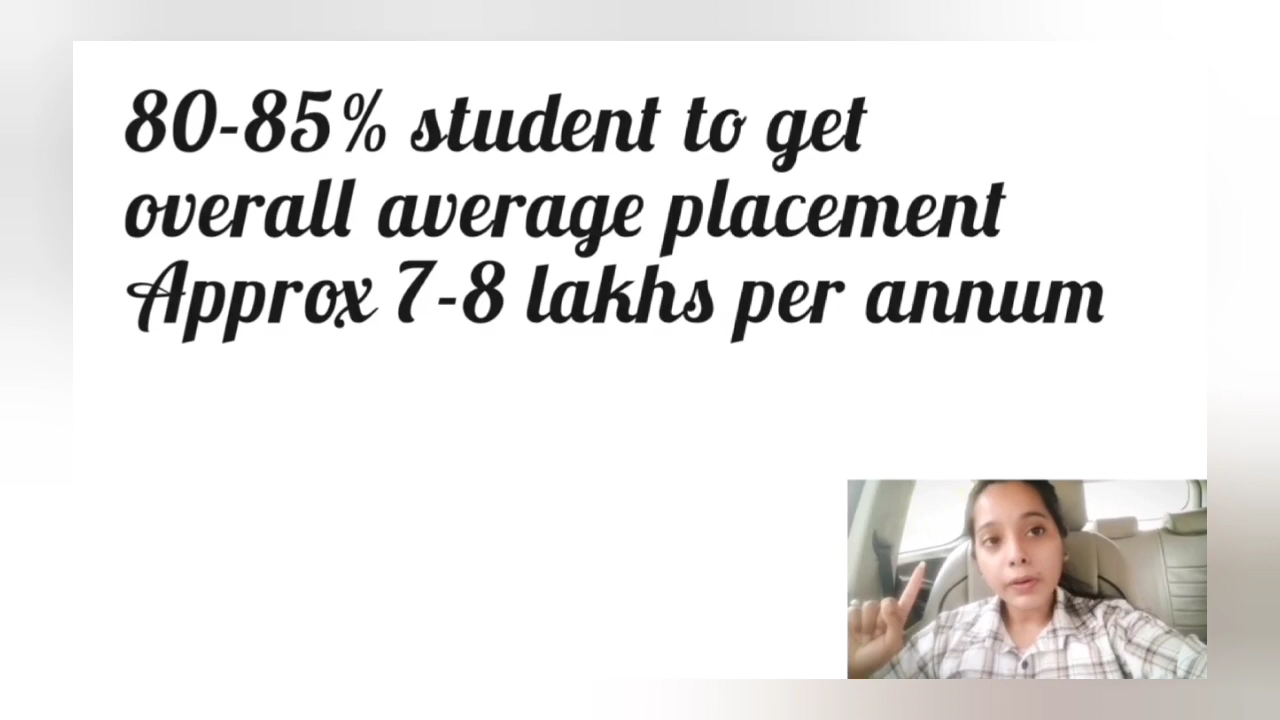 80-85% student to get
overall average placement
Approx 7-8 lakhs per annum